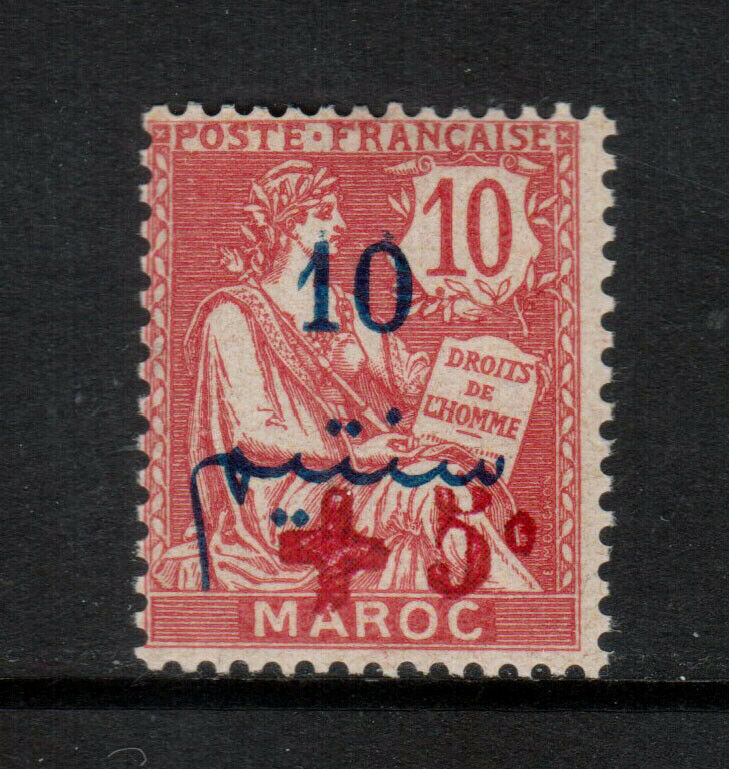 POSTE·FRANÇAISE
10
10
DROITS
DE
L'HOMME
سنتيم
+ 5ᶜ
MAROC